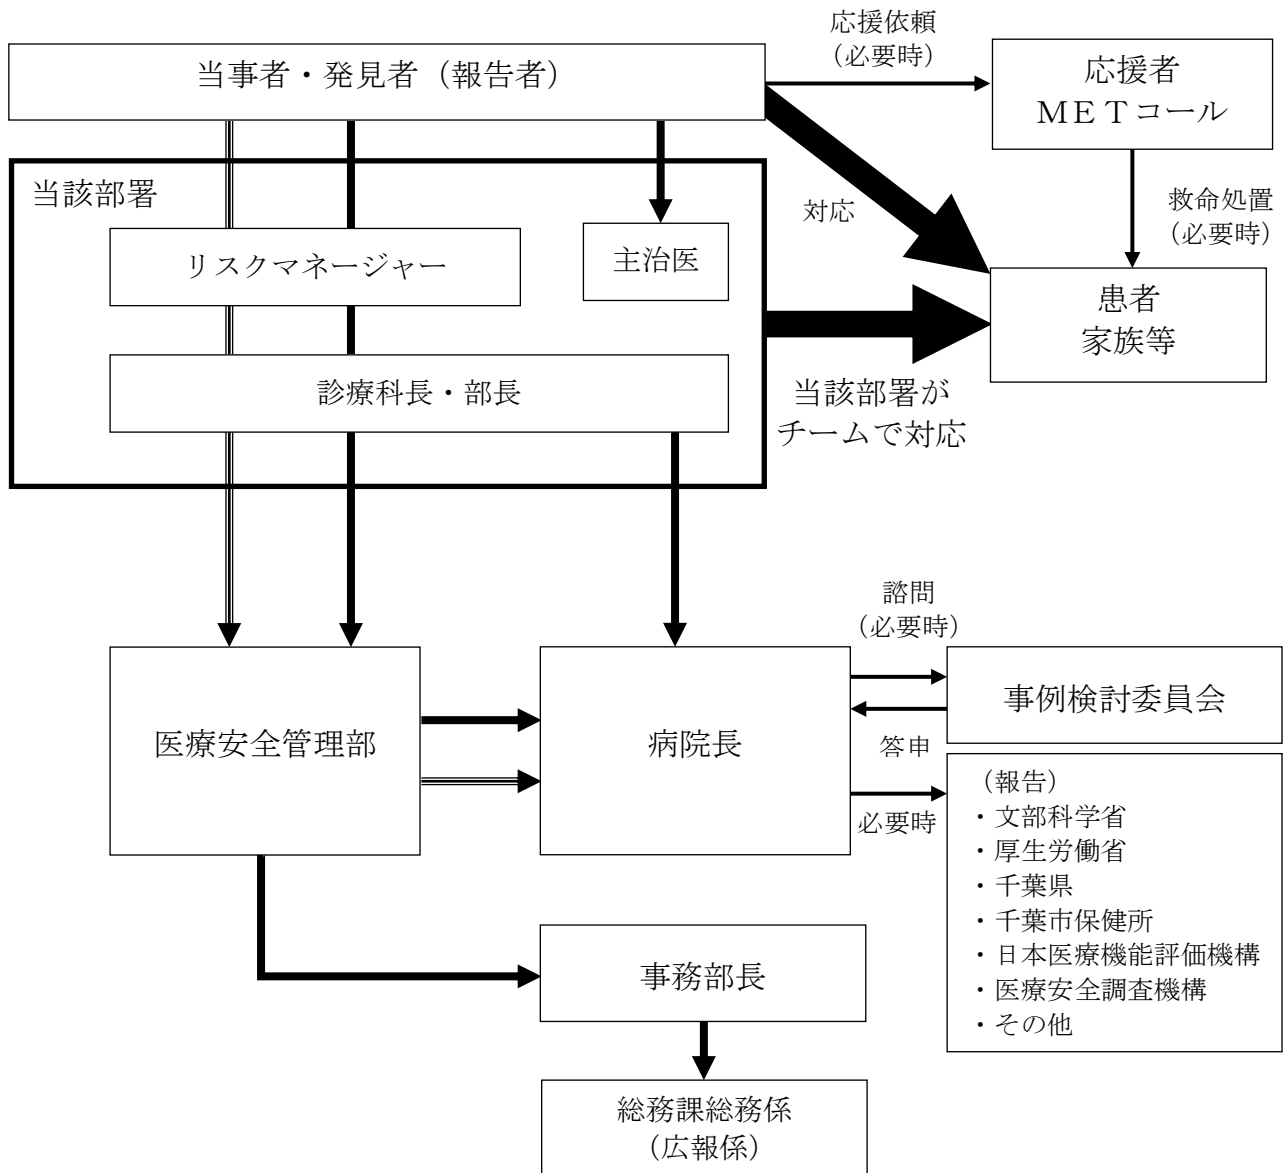 応援依頼
（必要時）
当事者・発見者（報告者）
応援者
ＭＥＴコール
当該部署
対応
救命処置
（必要時）
リスクマネージャー
主治医
患者
家族等
診療科長・部長
当該部署が
チームで対応
諮問
（必要時）
医療安全管理部
病院長
事例検討委員会
答申
必要時
（報告）
・文部科学省
・厚生労働省
・千葉県
・千葉市保健所
・日本医療機能評価機構
・医療安全調査機構
・その他
事務部長
総務課総務係
（広報係）